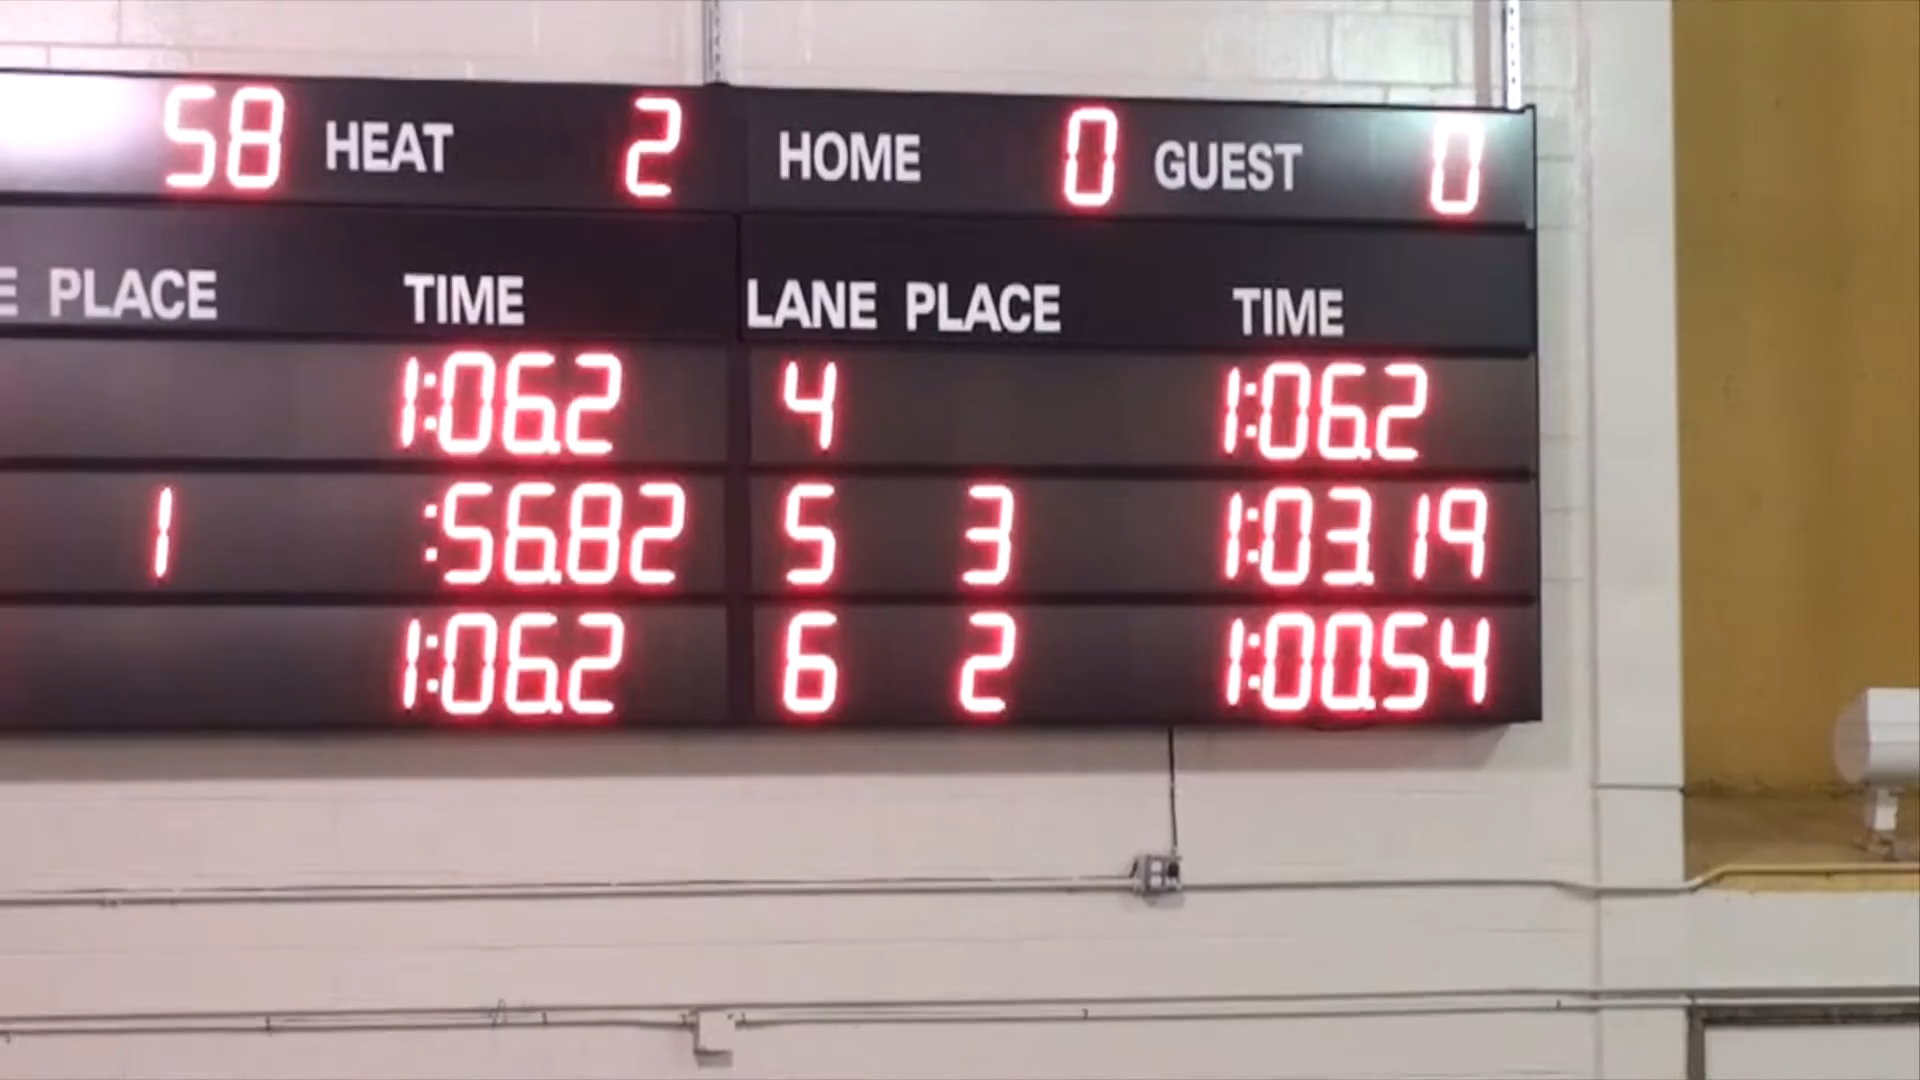 58 HEAT 2 HOME 0 GUEST 0
E PLACE TIME LANE PLACE TIME
1:06.2 4 1:06.2
1 :56.82 5 3 1:03.19
1:06.2 6 2 1:00.54